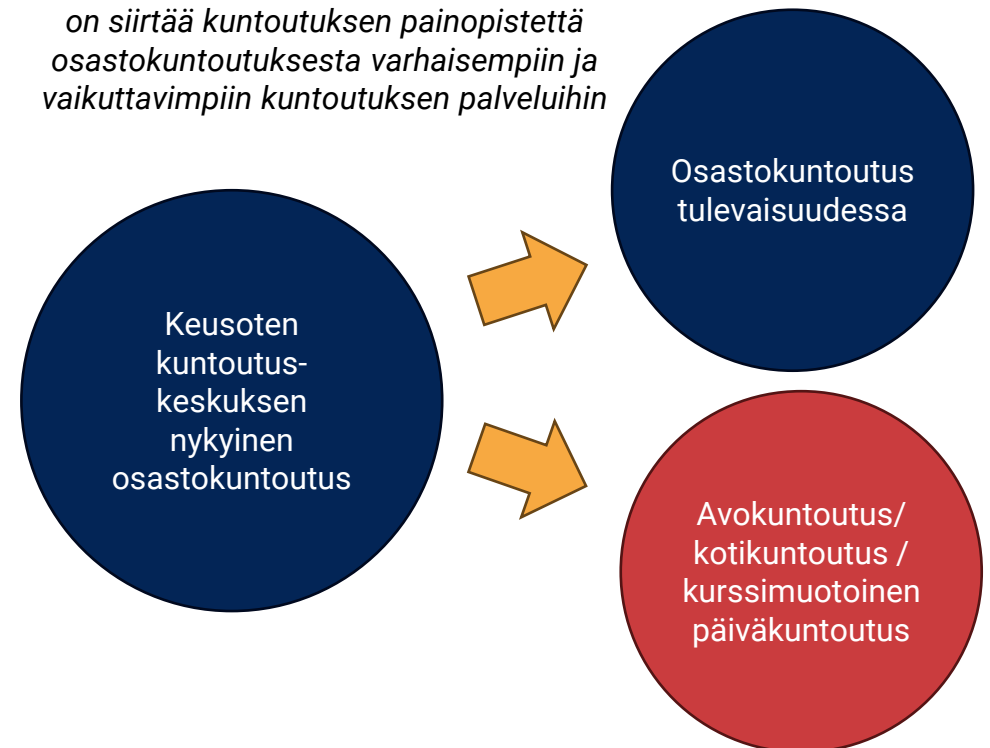 on siirtää kuntoutuksen painopistettä
osastokuntoutuksesta varhaisempiin ja
vaikuttavimpiin kuntoutuksen palveluihin
Osastokuntoutus
tulevaisuudessa
Keusoten
kuntoutus-
keskuksen
nykyinen
osastokuntoutus
Avokuntoutus/
kotikuntoutus /
kurssimuotoinen
päiväkuntoutus